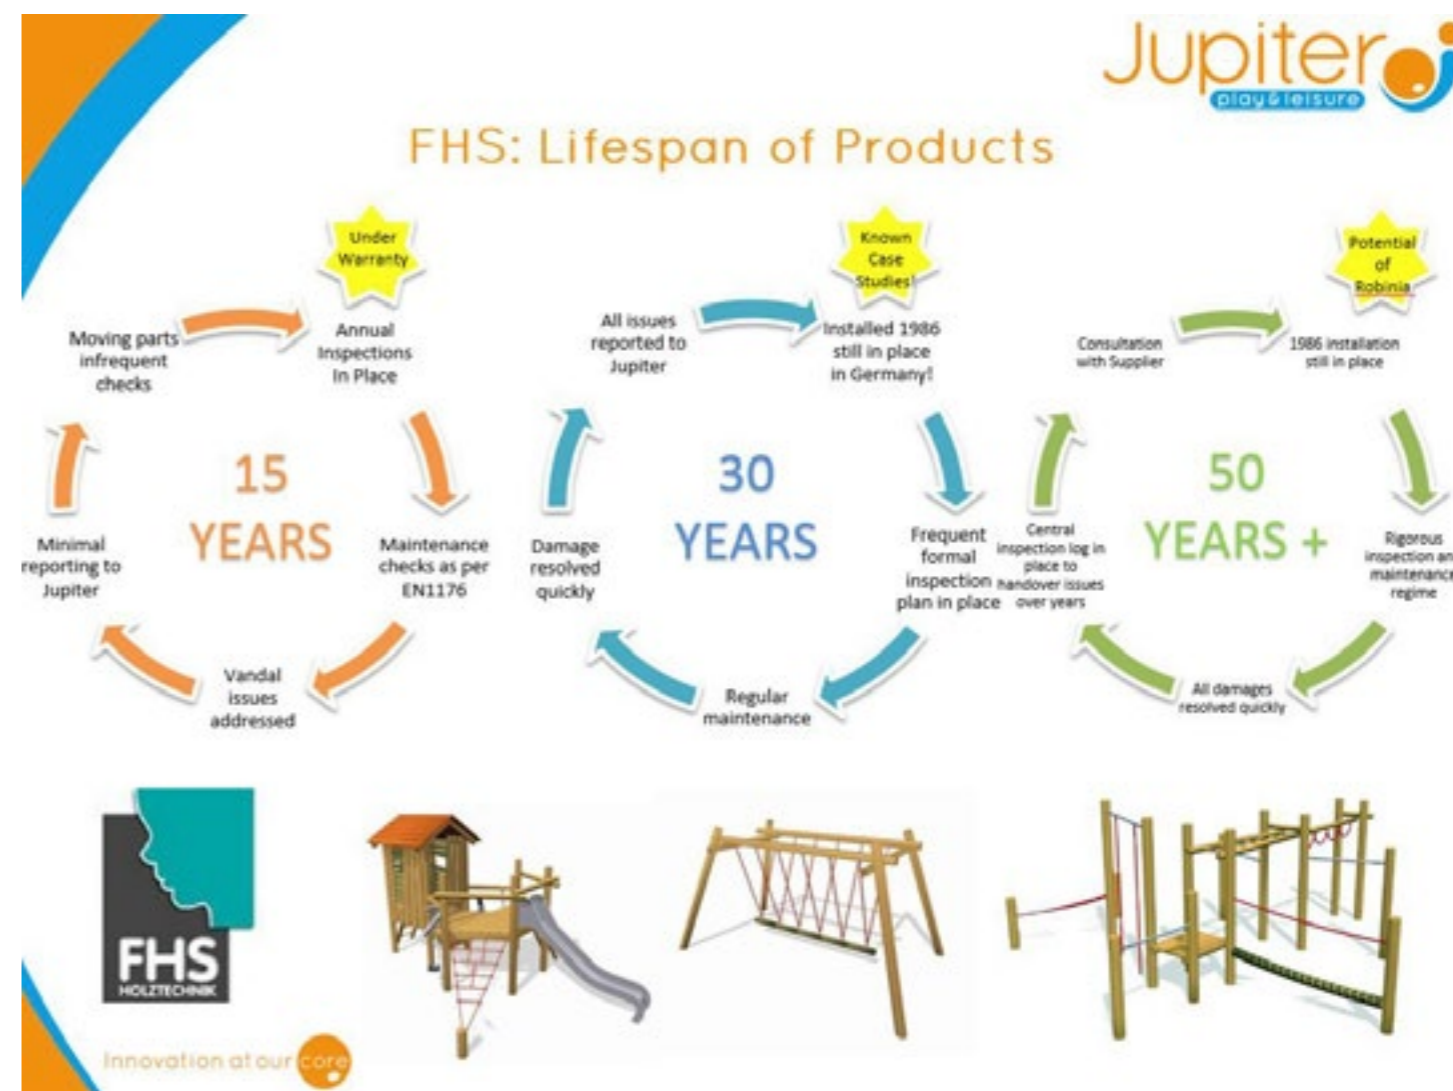 Jupiter
play&leisure
FHS: Lifespan of Products
Under
Warranty
Annual
Inspections
In Place
Maintenance
checks as per
EN1176
Vandal
issues
addressed
Minimal
reporting to
Jupiter
Moving parts
infrequent
checks
15
YEARS
Known
Case
Studies!
Installed 1986
still in place
in Germany!
Frequent
formal
inspection
plan in place
Regular
maintenance
Damage
resolved
quickly
All issues
reported to
Jupiter
30
YEARS
Potential
of
Robinia
1986 installation
still in place
Rigorous
inspection an
maintenance
regime
All damages
resolved quickly
Central
inspection log in
place to
handover issues
over years
Consultation
with Supplier
50
YEARS +
FHS
HOLZTECHNIK
Innovation at our core